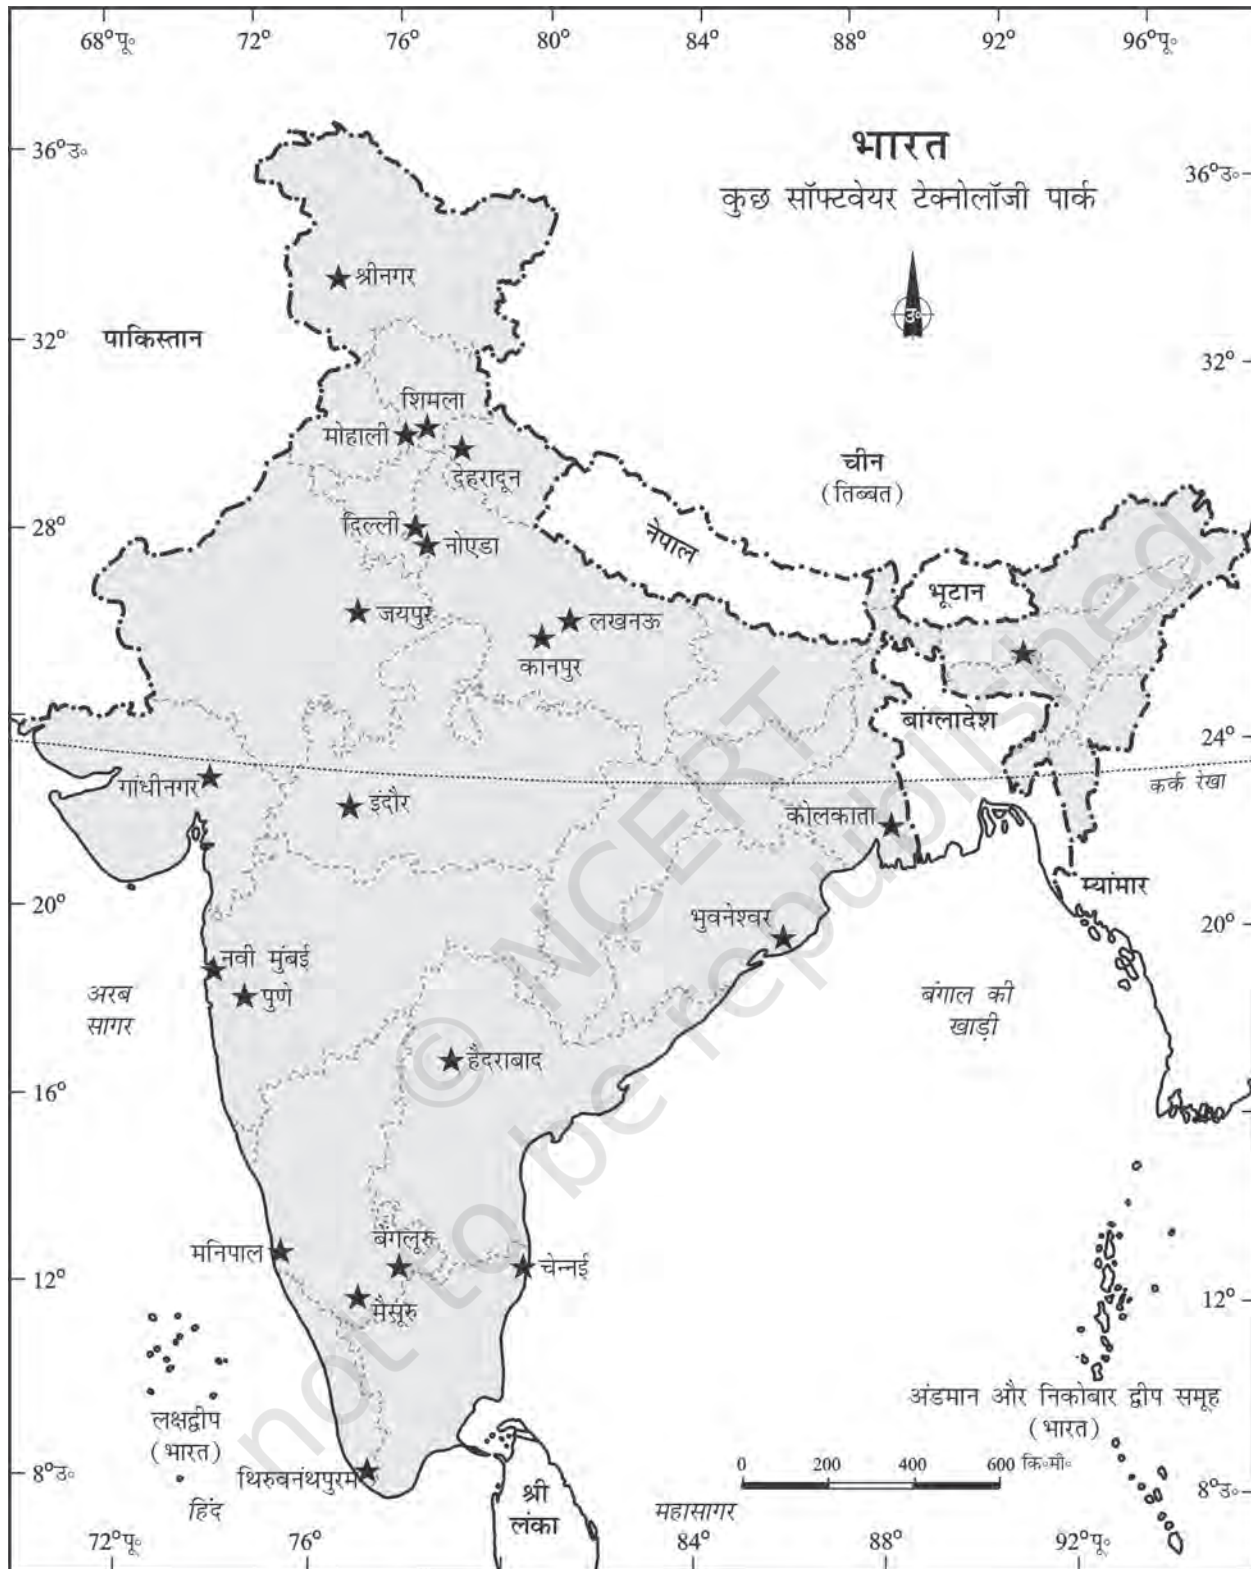 68°पू॰ 72° 76° 80° 84° 88° 92° 96°पू॰
भारत
कुछ सॉफ्टवेयर टेक्नोलॉजी पार्क
36°उ॰
36°उ॰
उ॰
श्रीनगर
पाकिस्तान
32°
32°
शिमला
मोहाली
देहरादून
चीन
(तिब्बत)
28°
दिल्ली
नोएडा
नेपाल
भूटान
जयपुर
लखनऊ
कानपुर
बांग्लादेश
24°
गांधीनगर
इंदौर
कोलकाता
कर्क रेखा
म्यांमार
20°
20°
भुवनेश्वर
नवी मुंबई
पुणे
अरब
सागर
बंगाल की
खाड़ी
हैदराबाद
16°
मनिपाल
बंगलूरु
चेन्नई
मैसूरु
12°
12°
लक्षद्वीप
(भारत)
अंडमान और निकोबार द्वीप समूह
(भारत)
थिरुवनंथपुरम
8°उ॰
8°उ॰
0 200 400 600 कि॰मी॰
श्री
लंका
हिंद
महासागर
72°पू॰ 76° 84° 88° 92°पू॰
© NCERT
not to be republished